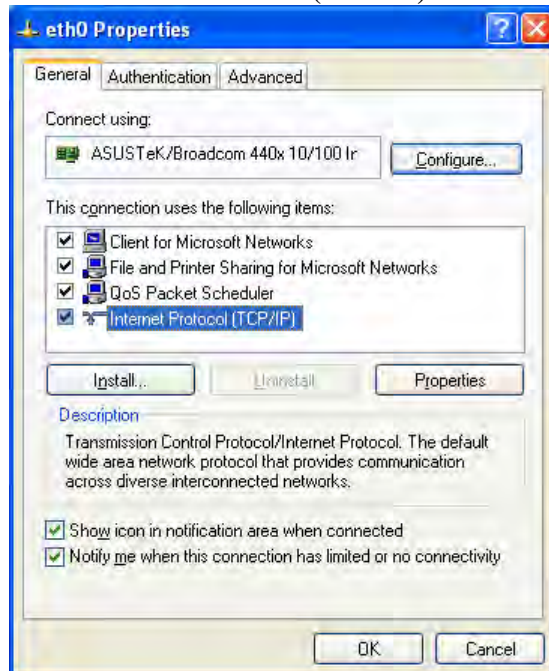 eth0 Properties
General Authentication Advanced
Connect using:
ASUSTeK/Broadcom 440x 10/100 Ir Configure...
This connection uses the following items:
Client for Microsoft Networks
File and Printer Sharing for Microsoft Networks
QoS Packet Scheduler
Internet Protocol (TCP/IP)
Install... Uninstall Properties
Description
Transmission Control Protocol/Internet Protocol. The default
wide area network protocol that provides communication
across diverse interconnected networks.
Show icon in notification area when connected
Notify me when this connection has limited or no connectivity
OK Cancel